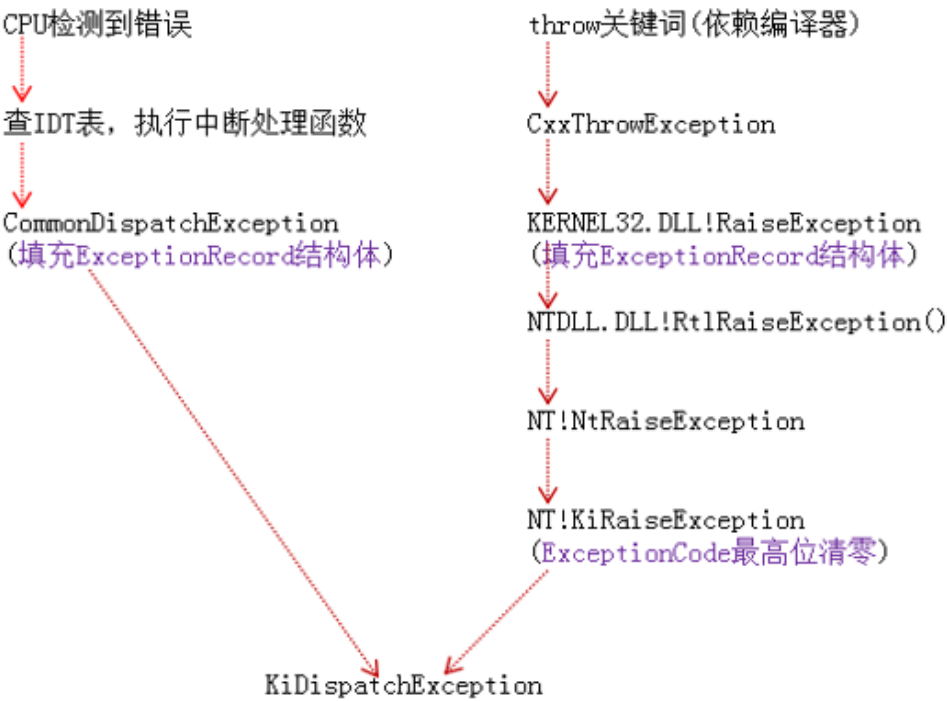 CPU检测到错误
查IDT表，执行中断处理函数
CommonDispatchException
(填充ExceptionRecord结构体)
throw关键词(依赖编译器)
CxxThrowException
KERNEL32.DLL!RaiseException
(填充ExceptionRecord结构体)
NTDLL.DLL!RtlRaiseException()
NT!NtRaiseException
NT!KiRaiseException
(ExceptionCode最高位清零)
KiDispatchException